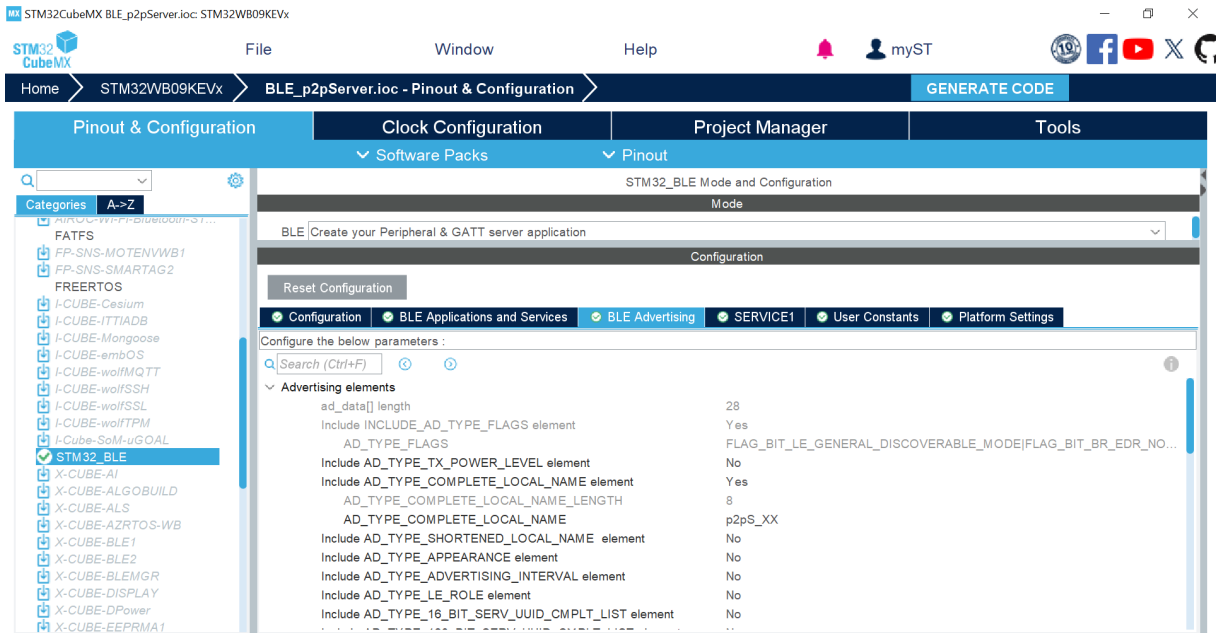 MX STM32CubeMX BLE_p2pServer.ioc: STM32WB09KEVx
STM32
CubeMX
File
Window
Help
myST
10
Home
STM32WB09KEVx
BLE_p2pServer.ioc - Pinout & Configuration
GENERATE CODE
Pinout & Configuration
Clock Configuration
Project Manager
Tools
Software Packs
Pinout
Categories
A->Z
AIROC-Wi-Fi-Bluetooth-ST...
FATFS
FP-SNS-MOTENVWB1
FP-SNS-SMARTAG2
FREERTOS
I-CUBE-Cesium
I-CUBE-ITTIADB
I-CUBE-Mongoose
I-CUBE-embOS
I-CUBE-wolfMQTT
I-CUBE-wolfSSH
I-CUBE-wolfSSL
I-CUBE-wolfTPM
I-Cube-SoM-uGOAL
STM32_BLE
X-CUBE-AI
X-CUBE-ALGOBUILD
X-CUBE-ALS
X-CUBE-AZRTOS-WB
X-CUBE-BLE1
X-CUBE-BLE2
X-CUBE-BLEMGR
X-CUBE-DISPLAY
X-CUBE-DPower
X-CUBE-EEPRMA1
STM32_BLE Mode and Configuration
Mode
BLE Create your Peripheral & GATT server application
Configuration
Reset Configuration
Configuration
BLE Applications and Services
BLE Advertising
SERVICE1
User Constants
Platform Settings
Configure the below parameters :
Search (Ctrl+F)
Advertising elements
ad_data[] length 28
Include INCLUDE_AD_TYPE_FLAGS element Yes
AD_TYPE_FLAGS FLAG_BIT_LE_GENERAL_DISCOVERABLE_MODE|FLAG_BIT_BR_EDR_NO...
Include AD_TYPE_TX_POWER_LEVEL element No
Include AD_TYPE_COMPLETE_LOCAL_NAME element Yes
AD_TYPE_COMPLETE_LOCAL_NAME_LENGTH 8
AD_TYPE_COMPLETE_LOCAL_NAME p2pS_XX
Include AD_TYPE_SHORTENED_LOCAL_NAME element No
Include AD_TYPE_APPEARANCE element No
Include AD_TYPE_ADVERTISING_INTERVAL element No
Include AD_TYPE_LE_ROLE element No
Include AD_TYPE_16_BIT_SERV_UUID_CMPLT_LIST element No